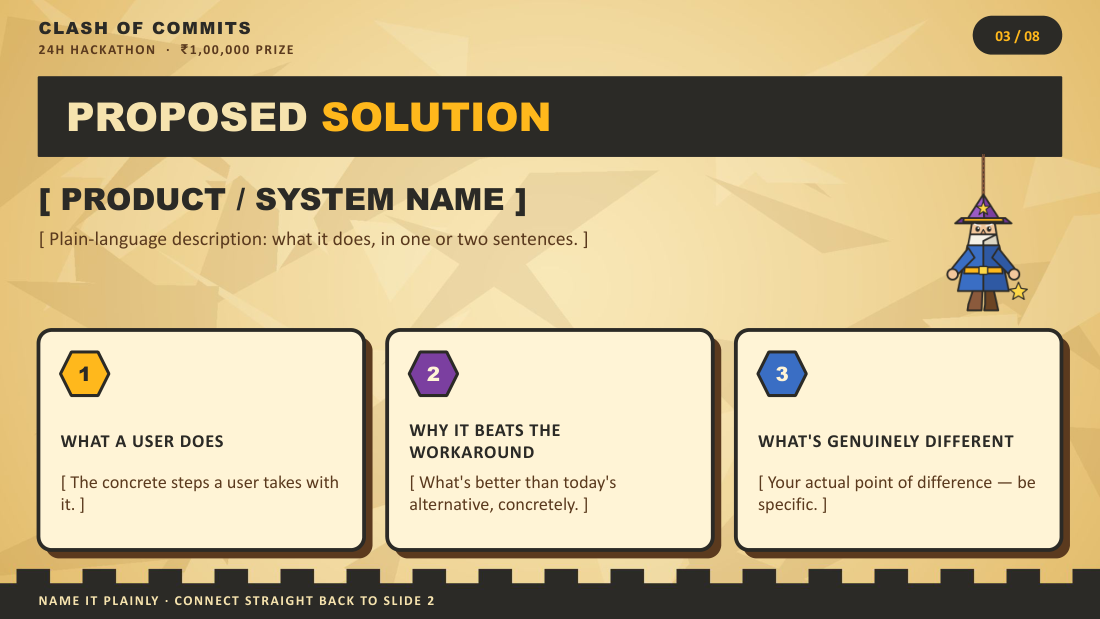 CLASH OF COMMITS
24H HACKATHON · ₹1,00,000 PRIZE
03 / 08
PROPOSED SOLUTION
[ PRODUCT / SYSTEM NAME ]
[ Plain-language description: what it does, in one or two sentences. ]
1
WHAT A USER DOES
[ The concrete steps a user takes with
it. ]
2
WHY IT BEATS THE
WORKAROUND
[ What's better than today's
alternative, concretely. ]
3
WHAT'S GENUINELY DIFFERENT
[ Your actual point of difference — be
specific. ]
NAME IT PLAINLY · CONNECT STRAIGHT BACK TO SLIDE 2